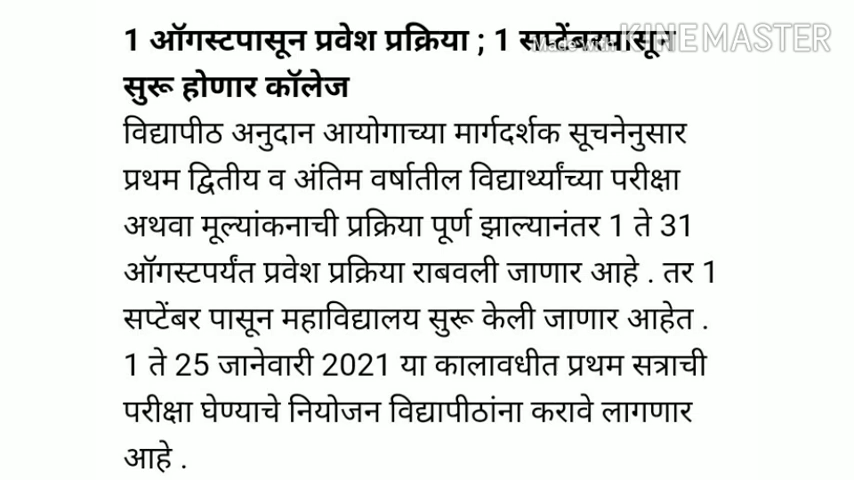 1 ऑगस्टपासून प्रवेश प्रक्रिया ; 1 सप्टेंबरपासून
Made with KINEMASTER
सुरू होणार कॉलेज
विद्यापीठ अनुदान आयोगाच्या मार्गदर्शक सूचनेनुसार
प्रथम द्वितीय व अंतिम वर्षातील विद्यार्थ्यांच्या परीक्षा
अथवा मूल्यांकनाची प्रक्रिया पूर्ण झाल्यानंतर 1 ते 31
ऑगस्टपर्यंत प्रवेश प्रक्रिया राबवली जाणार आहे . तर 1
सप्टेंबर पासून महाविद्यालय सुरू केली जाणार आहेत .
1 ते 25 जानेवारी 2021 या कालावधीत प्रथम सत्राची
परीक्षा घेण्याचे नियोजन विद्यापीठांना करावे लागणार
आहे .